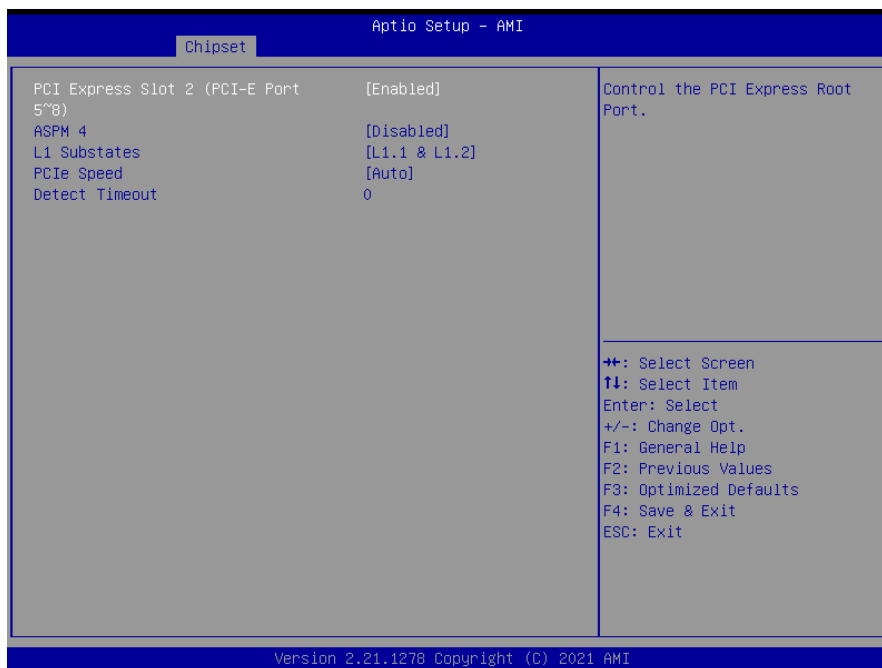 Aptio Setup – AMI
Chipset
PCI Express Slot 2 (PCI-E Port [Enabled]
5~8)
ASPM 4 [Disabled]
L1 Substates [L1.1 & L1.2]
PCIe Speed [Auto]
Detect Timeout 0
Control the PCI Express Root
Port.
→←: Select Screen
↑↓: Select Item
Enter: Select
+/-: Change Opt.
F1: General Help
F2: Previous Values
F3: Optimized Defaults
F4: Save & Exit
ESC: Exit
Version 2.21.1278 Copyright (C) 2021 AMI